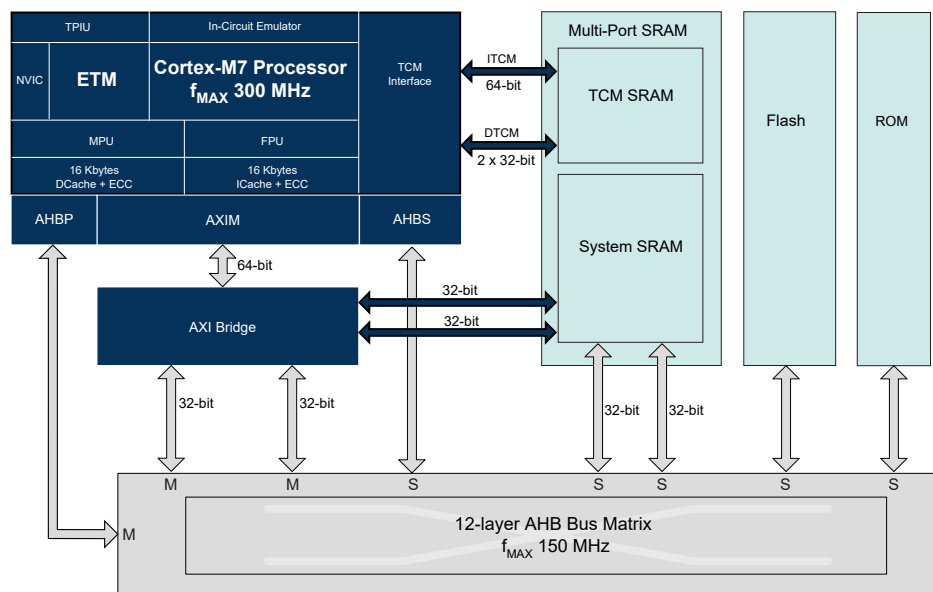 TPIU
In-Circuit Emulator
Multi-Port SRAM
NVIC
ETM
Cortex-M7 Processor
fMAX 300 MHz
TCM
Interface
ITCM
64-bit
TCM SRAM
Flash
ROM
MPU
FPU
DTCM
2 x 32-bit
16 Kbytes
DCache + ECC
16 Kbytes
ICache + ECC
AHBP
AXIM
AHBS
System SRAM
64-bit
32-bit
AXI Bridge
32-bit
32-bit
32-bit
32-bit
32-bit
M
M
S
S
S
S
S
M
12-layer AHB Bus Matrix
fMAX 150 MHz